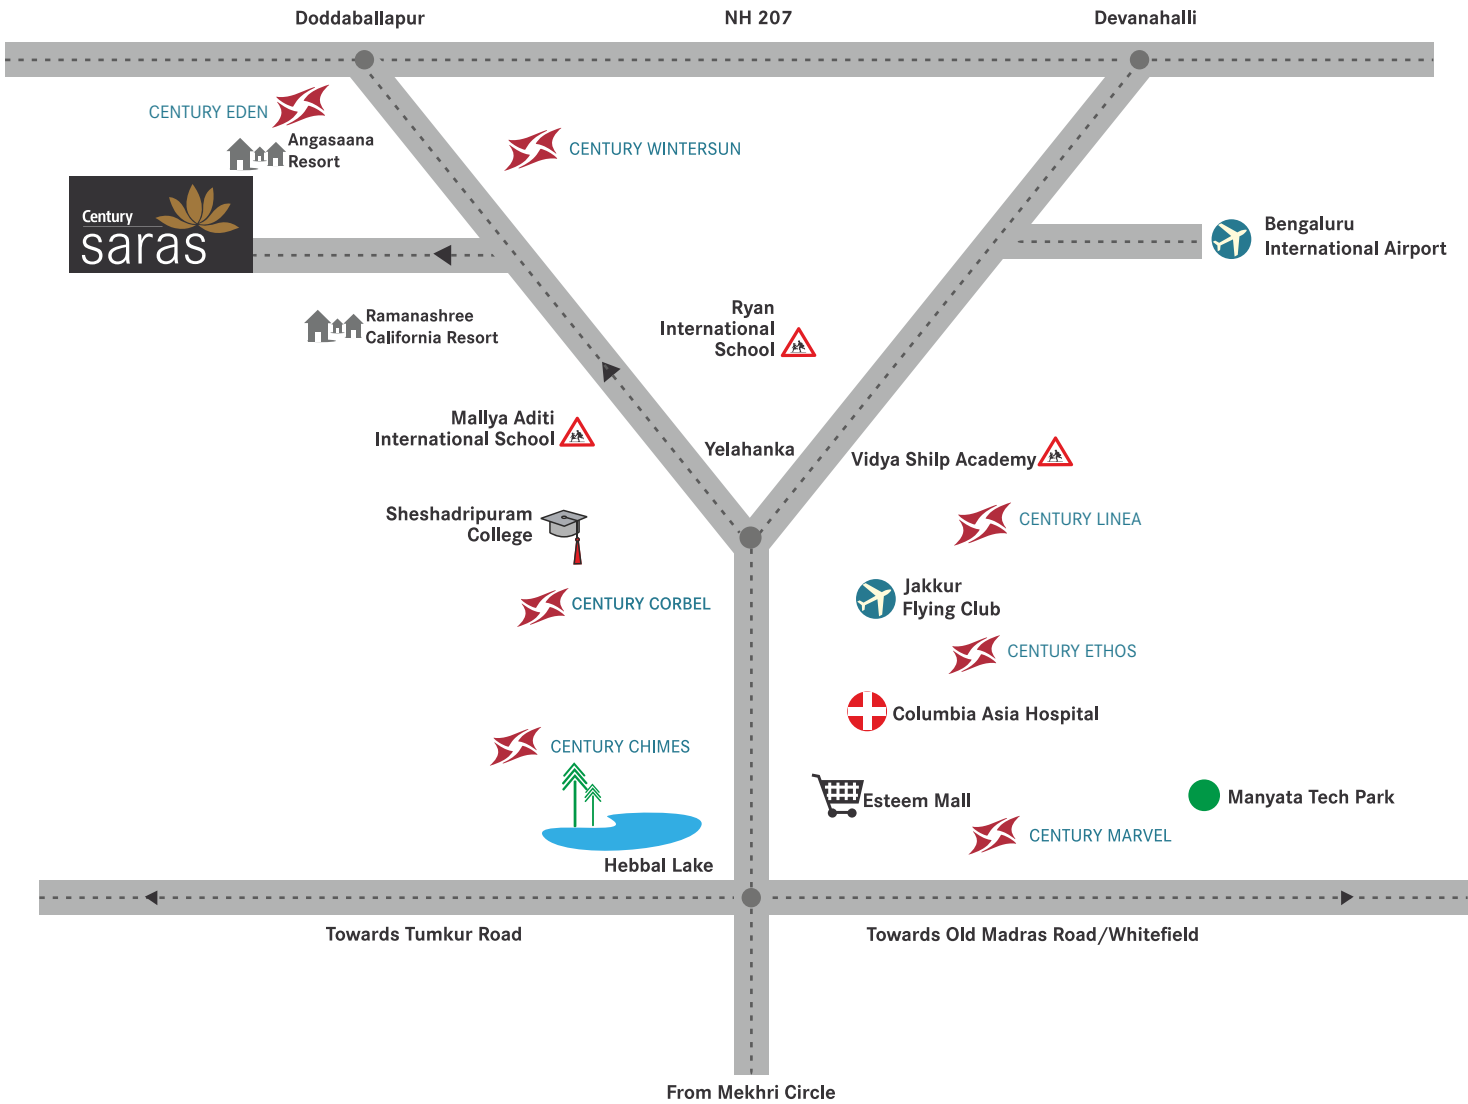 Doddaballapur
NH 207
Devanahalli
CENTURY EDEN
Angasaana
Resort
CENTURY WINTERSUN
Century
saras
Bengaluru
International Airport
Ramanashree
California Resort
Ryan
International
School
Mallya Aditi
International School
Yelahanka
Vidya Shilp Academy
Sheshadripuram
College
CENTURY LINEA
Jakkur
Flying Club
CENTURY CORBEL
CENTURY ETHOS
Columbia Asia Hospital
CENTURY CHIMES
Esteem Mall
Manyata Tech Park
CENTURY MARVEL
Hebbal Lake
Towards Tumkur Road
Towards Old Madras Road/Whitefield
From Mekhri Circle